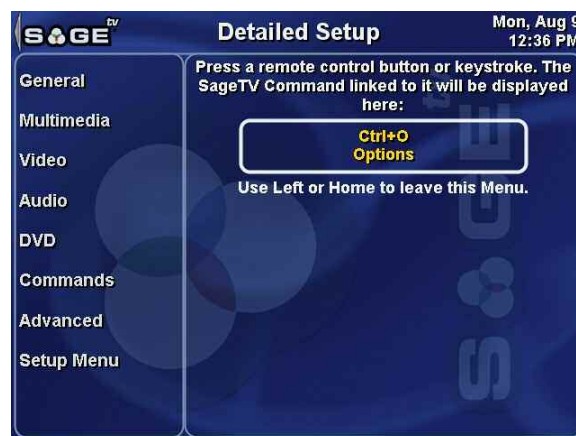 SAGE tv
Detailed Setup
Mon, Aug 9
12:36 PM
General
Multimedia
Video
Audio
DVD
Commands
Advanced
Setup Menu
Press a remote control button or keystroke. The
SageTV Command linked to it will be displayed
here:
Ctrl+O
Options
Use Left or Home to leave this Menu.
SAGE tv